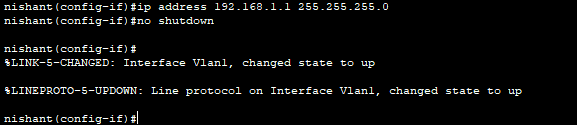 nishant(config-if)#ip address 192.168.1.1 255.255.255.0
nishant(config-if)#no shutdown
nishant(config-if)#
%LINK-5-CHANGED: Interface Vlan1, changed state to up
%LINEPROTO-5-UPDOWN: Line protocol on Interface Vlan1, changed state to up
nishant(config-if)#